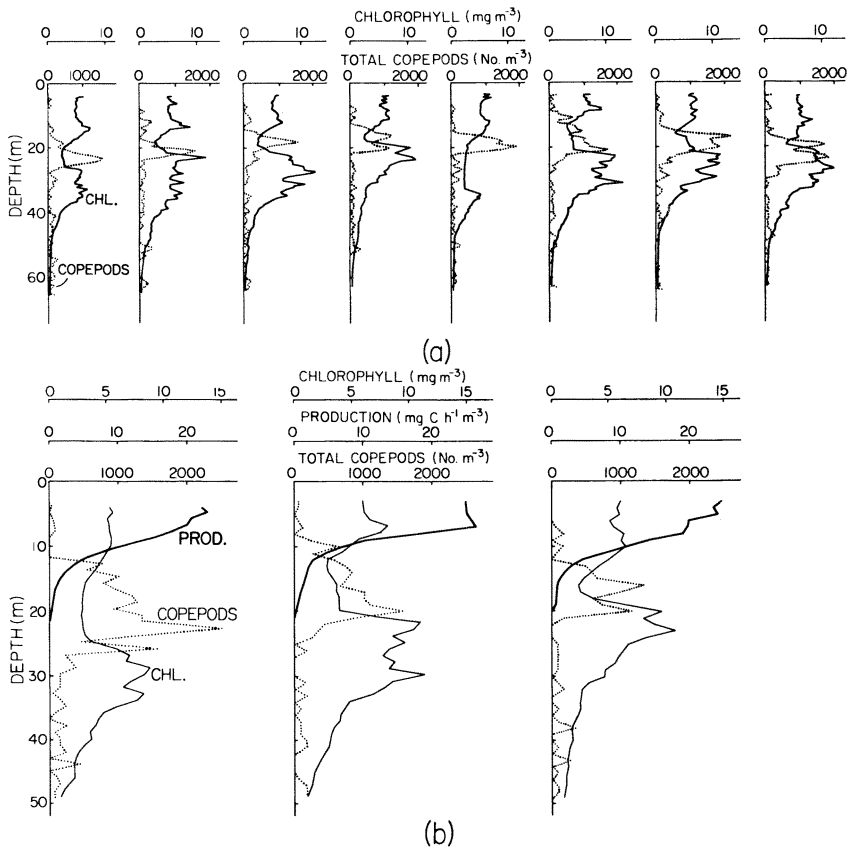 CHLOROPHYLL (mg m⁻³)
0 10 0 10 0 10 0 10 0 10 0 10 0 10 0 10
TOTAL COPEPODS (No. m⁻³)
0 1000 0 2000 0 2000 0 2000 0 2000 0 2000 0 2000 0 2000
0
20
40
60
DEPTH (m)
CHL.
COPEPODS
(a)
CHLOROPHYLL (mg m⁻³)
0 5 10 15 0 5 10 15 0 5 10 15
PRODUCTION (mg C h⁻¹ m⁻³)
0 10 20 0 10 20 0 10 20
TOTAL COPEPODS (No. m⁻³)
0 1000 2000 0 1000 2000 0 1000 2000
0
10
20
30
40
50
DEPTH (m)
PROD.
COPEPODS
CHL.
(b)